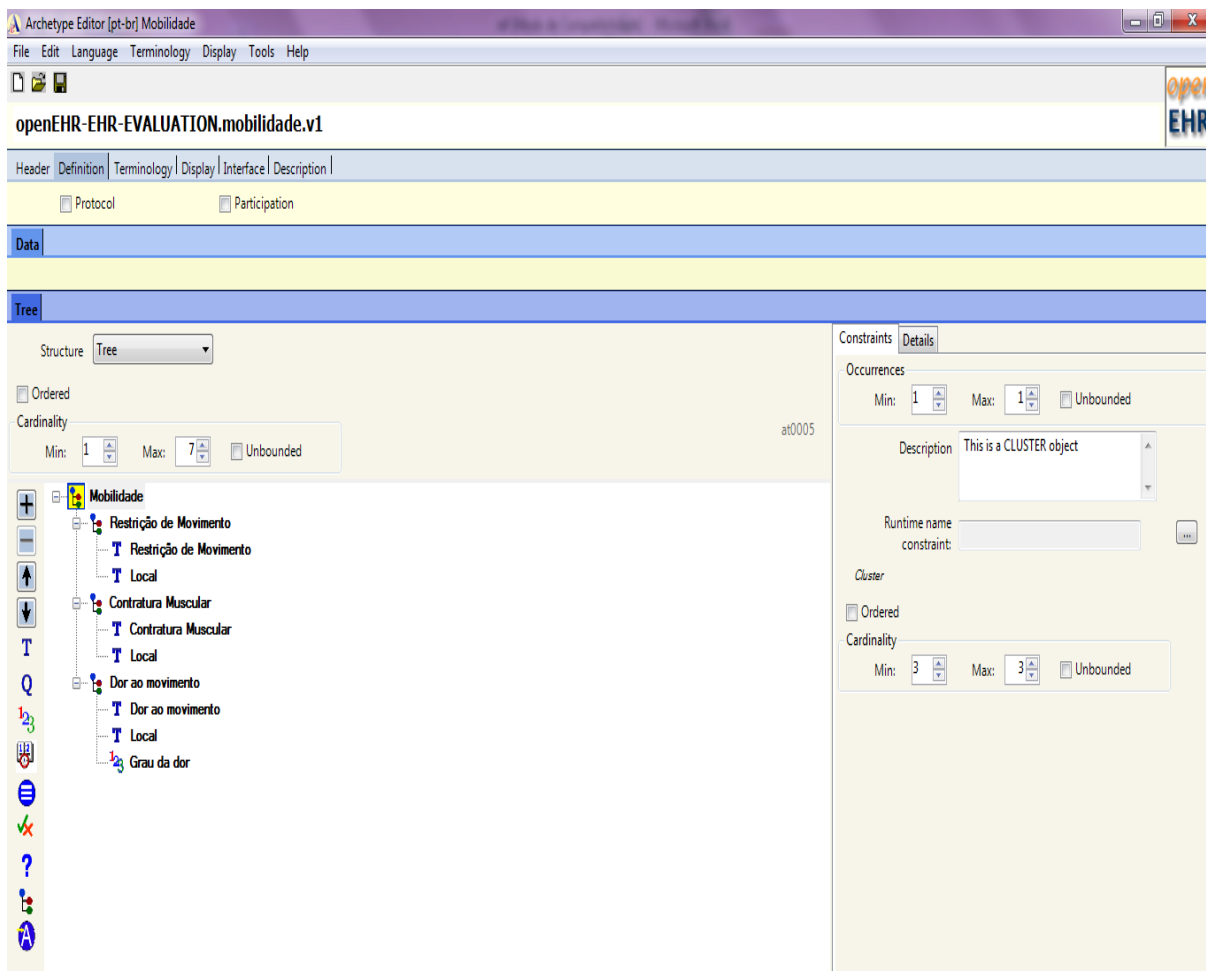 Archetype Editor [pt-br] Mobilidade
File Edit Language Terminology Display Tools Help
open
EHR
openEHR-EHR-EVALUATION.mobilidade.v1
Header Definition Terminology Display Interface Description
Protocol Participation
Data
Tree
Structure Tree
Ordered
Cardinality
Min: 1 Max: 7 Unbounded
at0005
Mobilidade
Restrição de Movimento
T Restrição de Movimento
T Local
Contratura Muscular
T Contratura Muscular
T Local
Dor ao movimento
T Dor ao movimento
T Local
123 Grau da dor
T
Q
123
?
A
Constraints Details
Occurrences
Min: 1 Max: 1 Unbounded
Description This is a CLUSTER object
Runtime name
constraint: ...
Cluster
Ordered
Cardinality
Min: 3 Max: 3 Unbounded